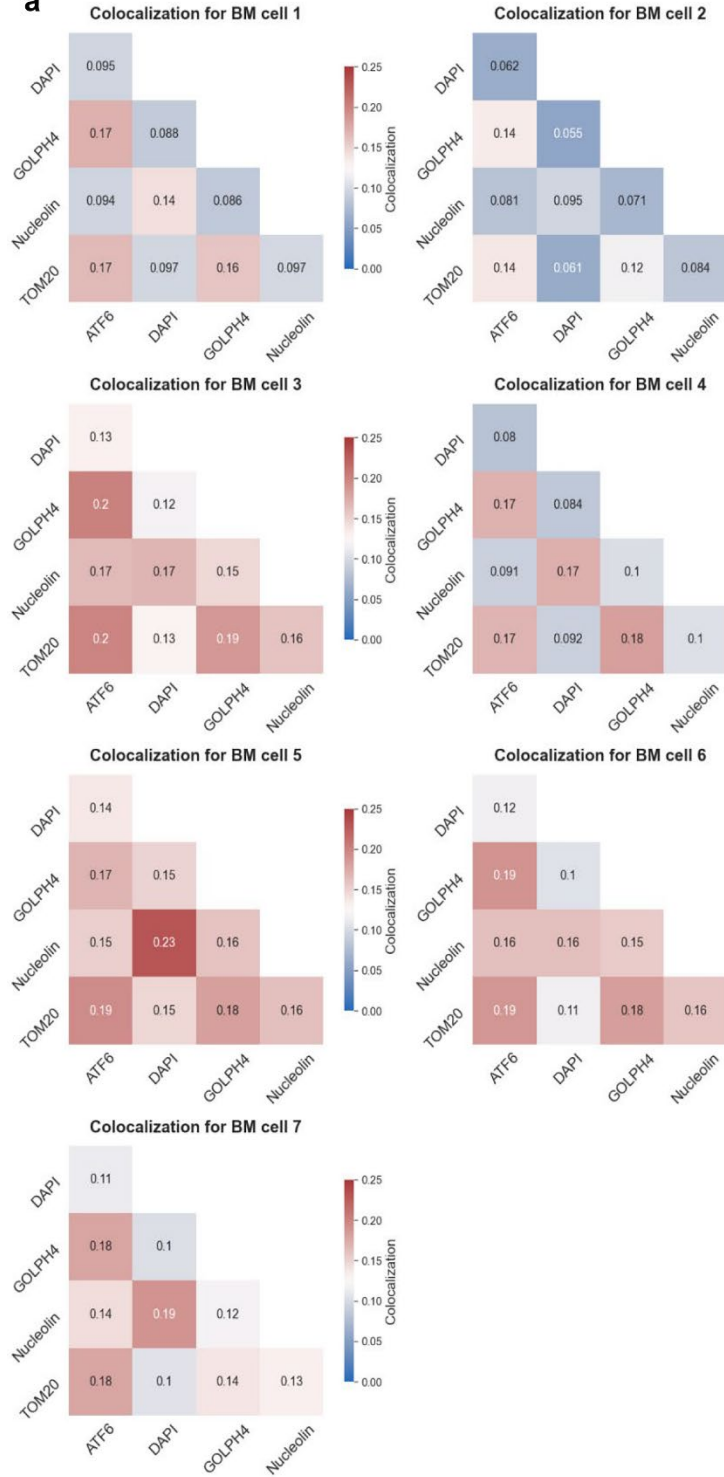 a
Colocalization for BM cell 1
DAPI 0.095
GOLPH4 0.17 0.088
Nucleolin 0.094 0.14 0.086
TOM20 0.17 0.097 0.16 0.097
ATF6 DAPI GOLPH4 Nucleolin
0.25
0.20
0.15
0.10
0.05
0.00
Colocalization
Colocalization for BM cell 2
DAPI 0.062
GOLPH4 0.14 0.055
Nucleolin 0.081 0.095 0.071
TOM20 0.14 0.061 0.12 0.084
ATF6 DAPI GOLPH4 Nucleolin
Colocalization for BM cell 3
DAPI 0.13
GOLPH4 0.2 0.12
Nucleolin 0.17 0.17 0.15
TOM20 0.2 0.13 0.19 0.16
ATF6 DAPI GOLPH4 Nucleolin
0.25
0.20
0.15
0.10
0.05
0.00
Colocalization
Colocalization for BM cell 4
DAPI 0.08
GOLPH4 0.17 0.084
Nucleolin 0.091 0.17 0.1
TOM20 0.17 0.092 0.18 0.1
ATF6 DAPI GOLPH4 Nucleolin
Colocalization for BM cell 5
DAPI 0.14
GOLPH4 0.17 0.15
Nucleolin 0.15 0.23 0.16
TOM20 0.19 0.15 0.18 0.16
ATF6 DAPI GOLPH4 Nucleolin
0.25
0.20
0.15
0.10
0.05
0.00
Colocalization
Colocalization for BM cell 6
DAPI 0.12
GOLPH4 0.19 0.1
Nucleolin 0.16 0.16 0.15
TOM20 0.19 0.11 0.18 0.16
ATF6 DAPI GOLPH4 Nucleolin
Colocalization for BM cell 7
DAPI 0.11
GOLPH4 0.18 0.1
Nucleolin 0.14 0.19 0.12
TOM20 0.18 0.1 0.14 0.13
ATF6 DAPI GOLPH4 Nucleolin
0.25
0.20
0.15
0.10
0.05
0.00
Colocalization